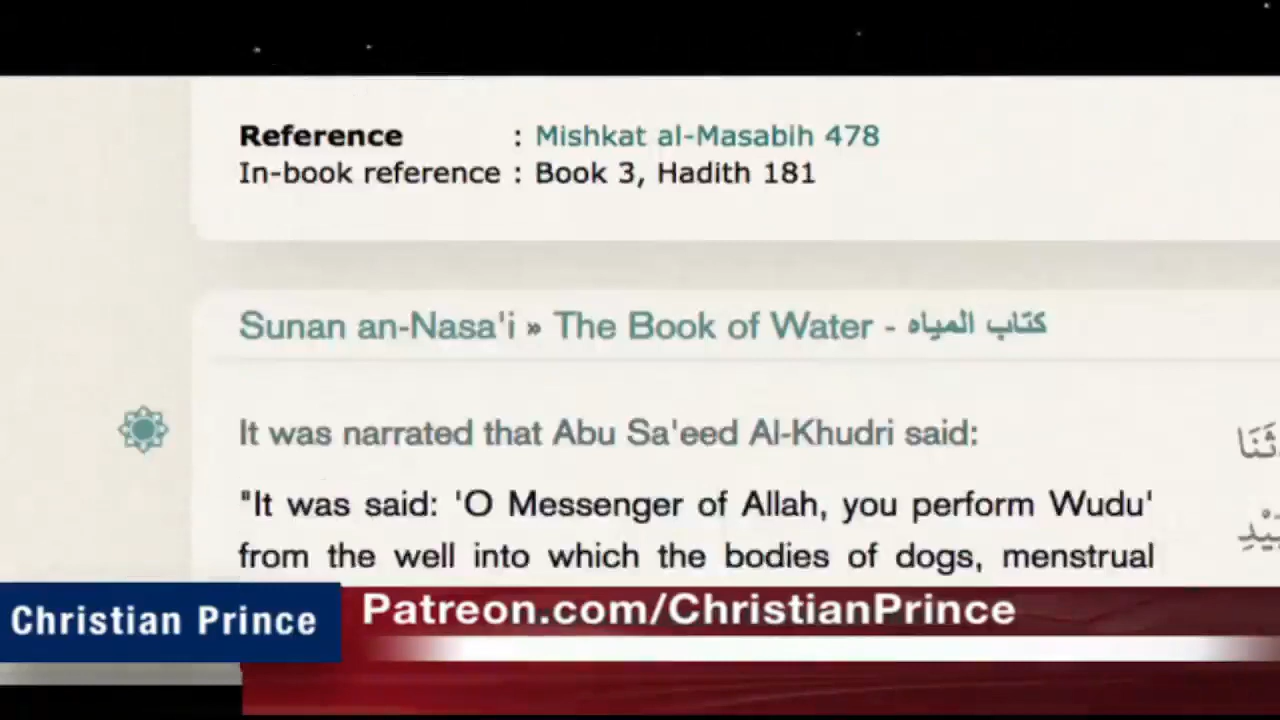 Reference : Mishkat al-Masabih 478
In-book reference : Book 3, Hadith 181
Sunan an-Nasa'i » The Book of Water - كتاب المياه
It was narrated that Abu Sa'eed Al-Khudri said:
"It was said: 'O Messenger of Allah, you perform Wudu'
from the well into which the bodies of dogs, menstrual
Christian Prince
Patreon.com/ChristianPrince